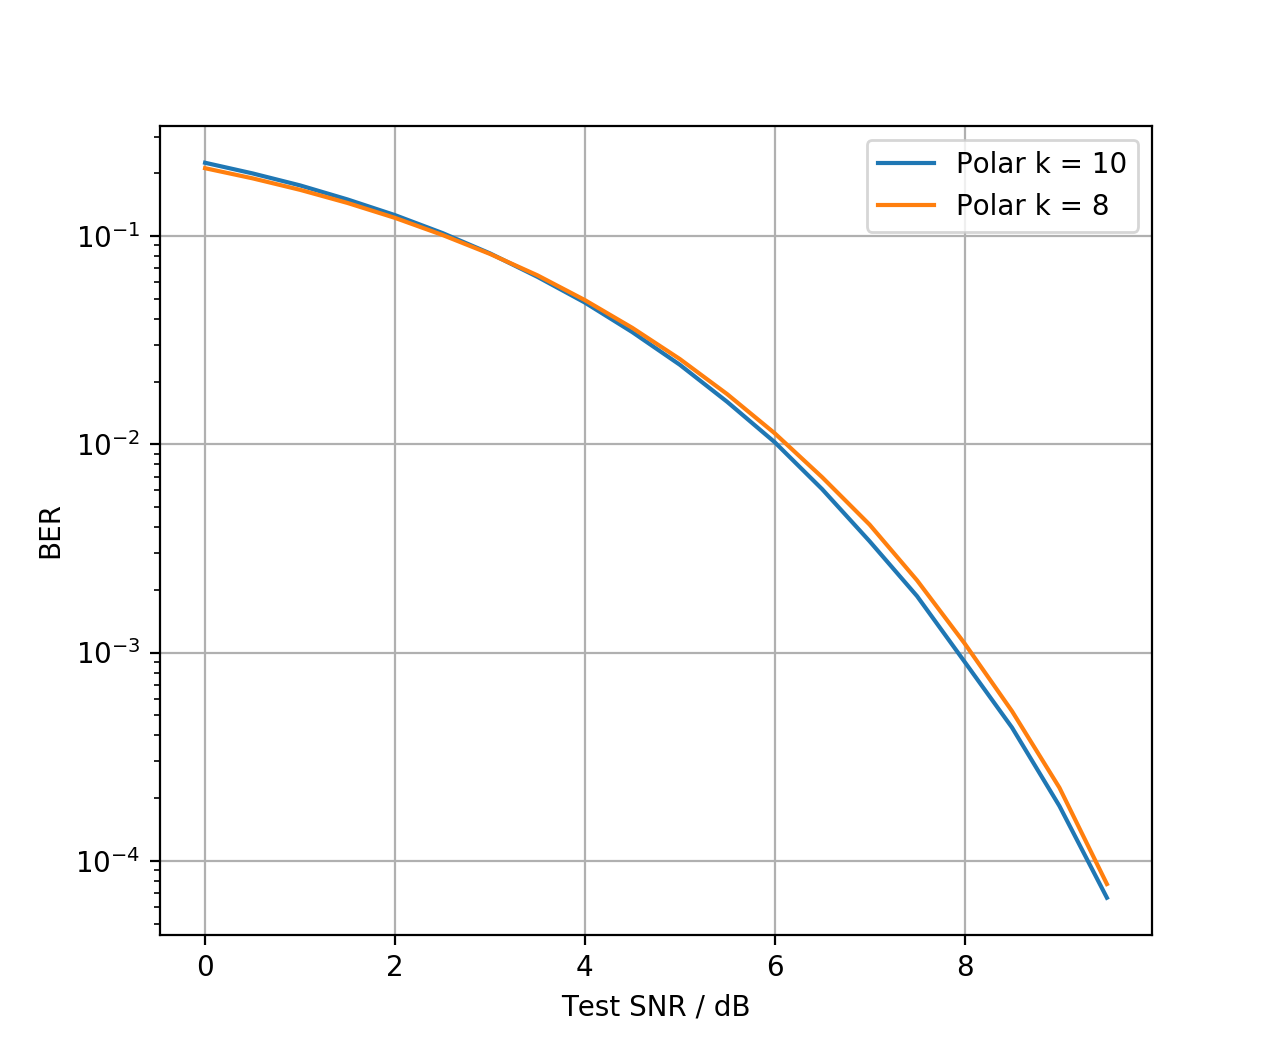 Polar k = 10
Polar k = 8
10⁻¹
10⁻²
10⁻³
10⁻⁴
BER
0 2 4 6 8
Test SNR / dB